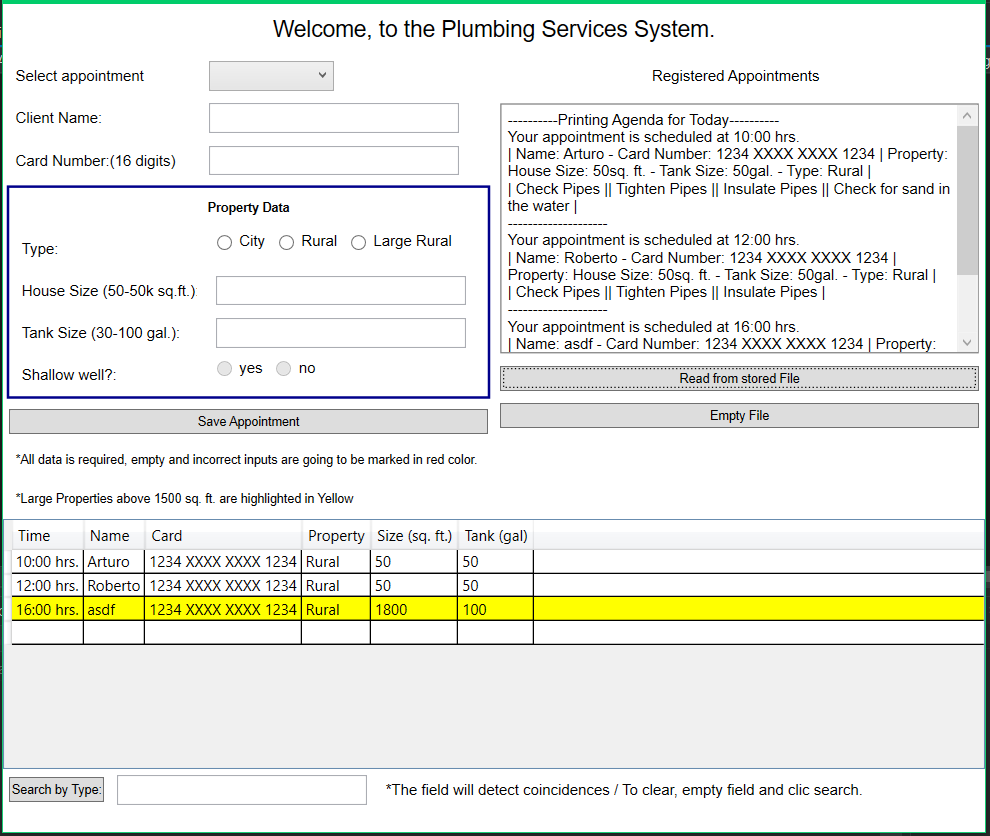 Welcome, to the Plumbing Services System.
Select appointment
Client Name:
Card Number:(16 digits)
Property Data
Type:
City Rural Large Rural
House Size (50-50k sq.ft.):
Tank Size (30-100 gal.):
Shallow well?:
yes no
Save Appointment
Registered Appointments
----------Printing Agenda for Today----------
Your appointment is scheduled at 10:00 hrs.
| Name: Arturo - Card Number: 1234 XXXX XXXX 1234 | Property:
House Size: 50sq. ft. - Tank Size: 50gal. - Type: Rural |
| Check Pipes || Tighten Pipes || Insulate Pipes || Check for sand in
the water |
--------------------
Your appointment is scheduled at 12:00 hrs.
| Name: Roberto - Card Number: 1234 XXXX XXXX 1234 |
Property: House Size: 50sq. ft. - Tank Size: 50gal. - Type: Rural |
| Check Pipes || Tighten Pipes || Insulate Pipes |
--------------------
Your appointment is scheduled at 16:00 hrs.
| Name: asdf - Card Number: 1234 XXXX XXXX 1234 | Property:
Read from stored File
Empty File
*All data is required, empty and incorrect inputs are going to be marked in red color.
*Large Properties above 1500 sq. ft. are highlighted in Yellow
Time Name Card Property Size (sq. ft.) Tank (gal)
10:00 hrs. Arturo 1234 XXXX XXXX 1234 Rural 50 50
12:00 hrs. Roberto 1234 XXXX XXXX 1234 Rural 50 50
16:00 hrs. asdf 1234 XXXX XXXX 1234 Rural 1800 100
Search by Type:
*The field will detect coincidences / To clear, empty field and clic search.